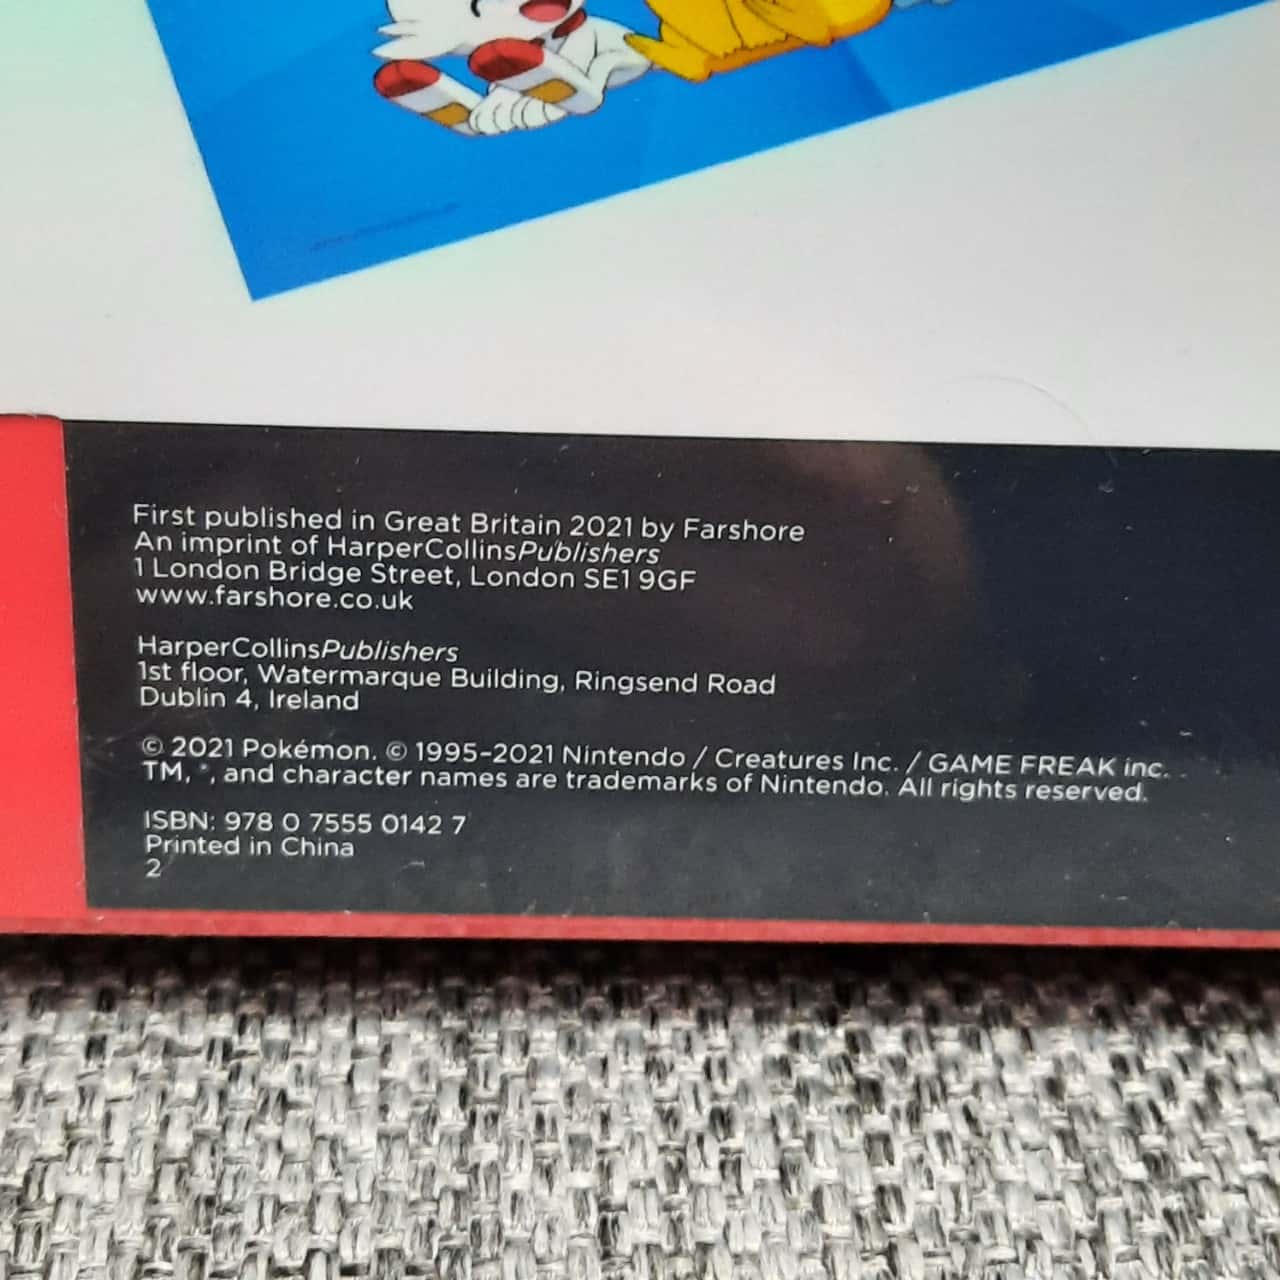 First published in Great Britain 2021 by Farshore
An imprint of HarperCollinsPublishers
1 London Bridge Street, London SE1 9GF
www.farshore.co.uk
HarperCollinsPublishers
1st floor, Watermarque Building, Ringsend Road
Dublin 4, Ireland
© 2021 Pokémon. © 1995-2021 Nintendo / Creatures Inc. / GAME FREAK inc.
TM, ®, and character names are trademarks of Nintendo. All rights reserved.
ISBN: 978 0 7555 0142 7
Printed in China
2